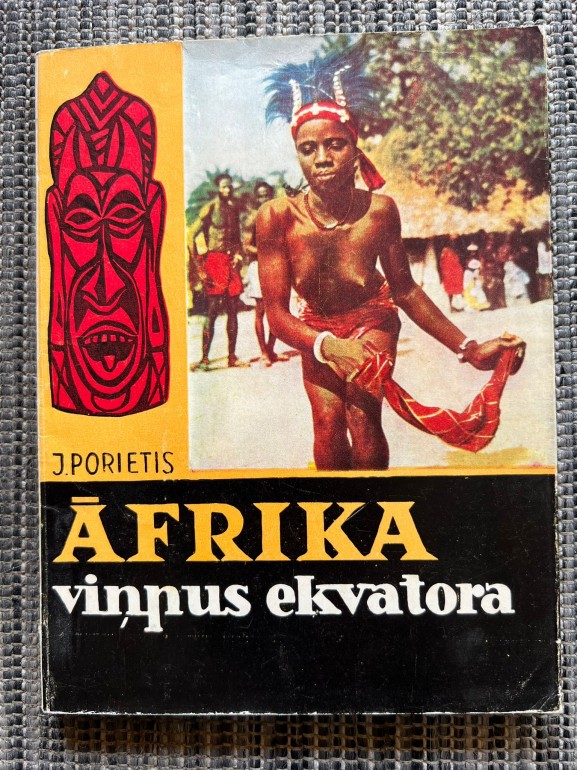 J.PORIETIS
ĀFRIKA
viņpus ekvatora